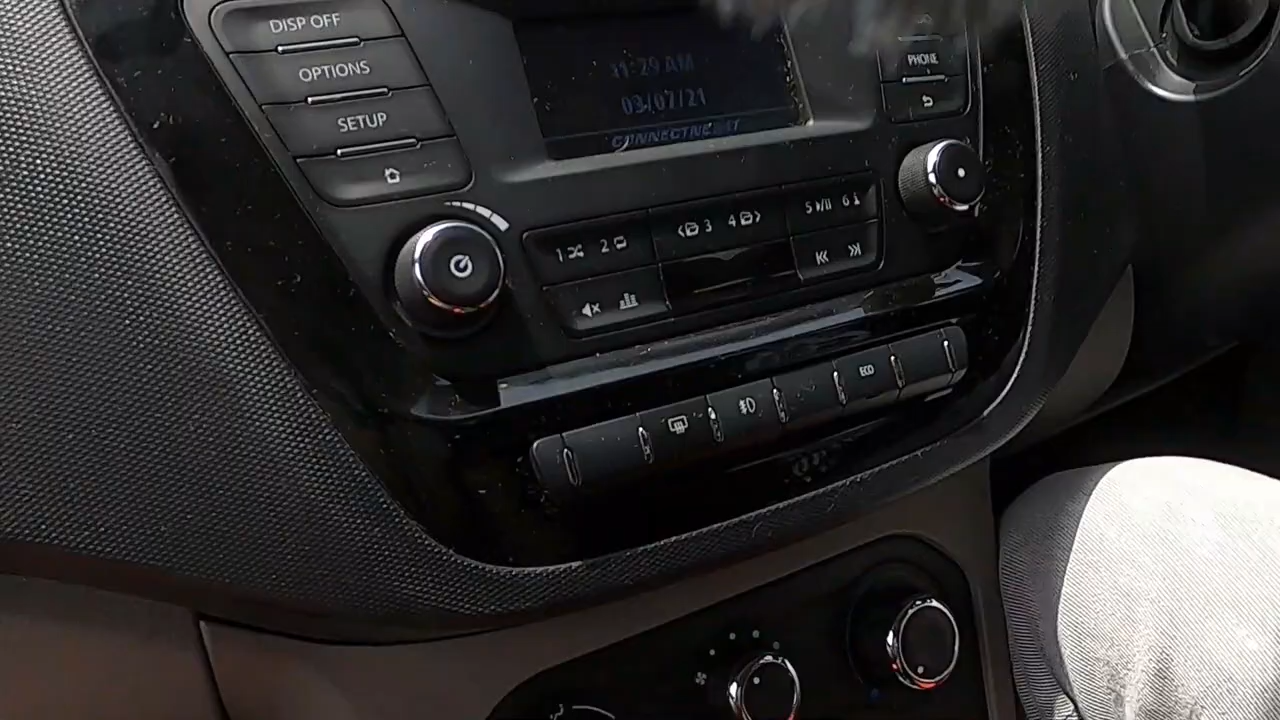 DISP OFF
OPTIONS
SETUP
11:29 AM
03/07/21
PHONE
1 2
3 4
5 6
ECO